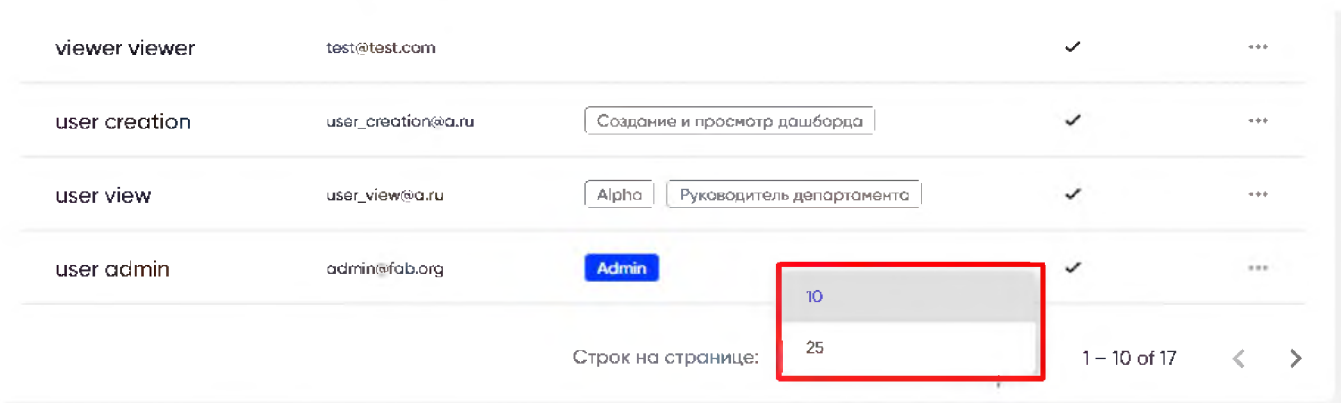 viewer viewer test@test.com
user creation user_creation@a.ru Создание и просмотр дашборда
user view user_view@a.ru Alpha Руководитель департамента
user admin admin@fab.org Admin
10
Строк на странице: 25 1 – 10 of 17